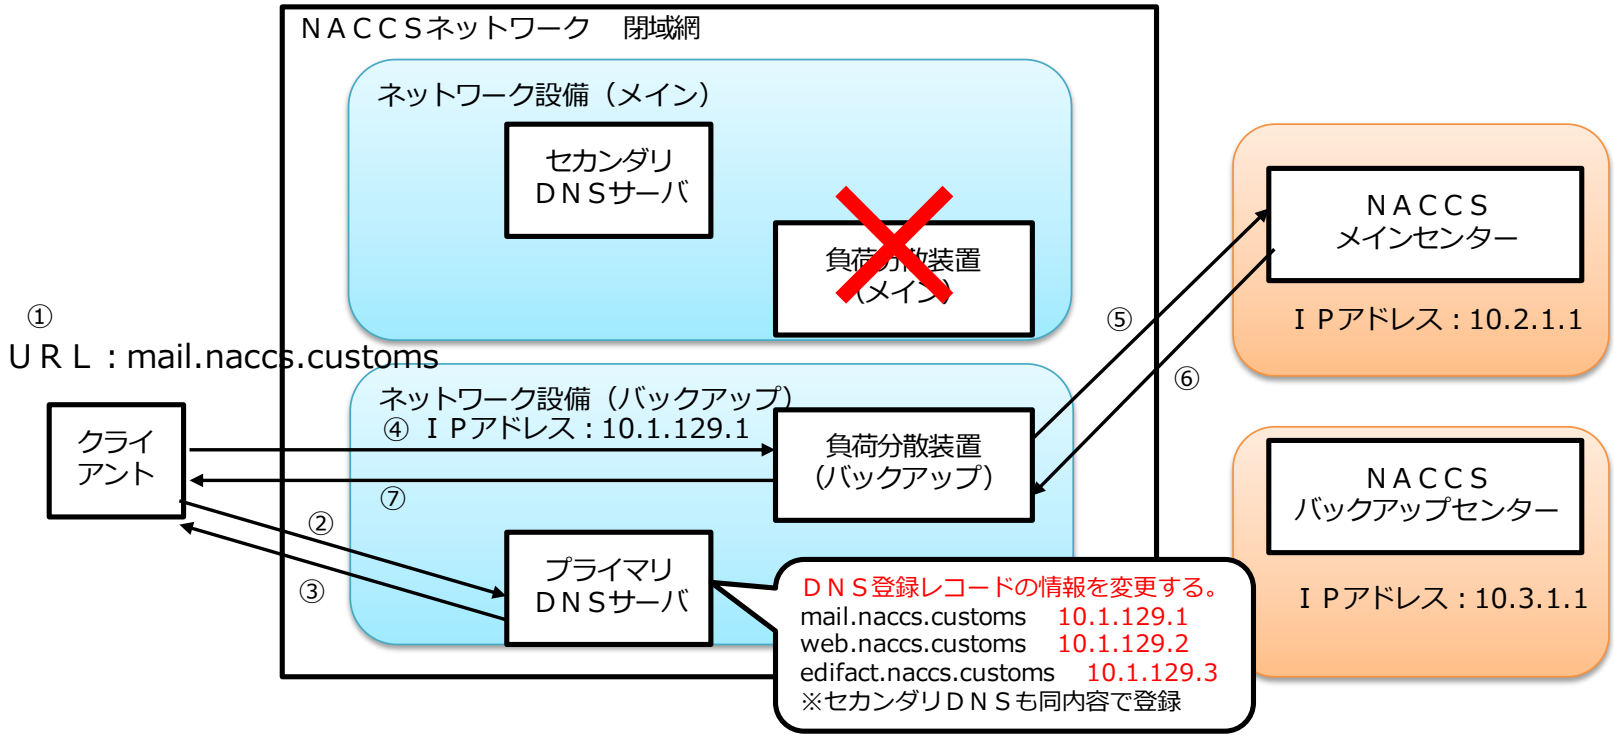 ＮＡＣＣＳネットワーク　閉域網
ネットワーク設備（メイン）
セカンダリ
ＤＮＳサーバ
負荷分散装置
（メイン）
ＮＡＣＣＳ
メインセンター
ＩＰアドレス：10.2.1.1
①
ＵＲＬ：mail.naccs.customs
⑤
⑥
ネットワーク設備（バックアップ）
④ ＩＰアドレス：10.1.129.1
クライ
アント
負荷分散装置
（バックアップ）
⑦
②
③
プライマリ
ＤＮＳサーバ
ＮＡＣＣＳ
バックアップセンター
ＩＰアドレス：10.3.1.1
ＤＮＳ登録レコードの情報を変更する。
mail.naccs.customs　10.1.129.1
web.naccs.customs　10.1.129.2
edifact.naccs.customs　10.1.129.3
※セカンダリＤＮＳも同内容で登録